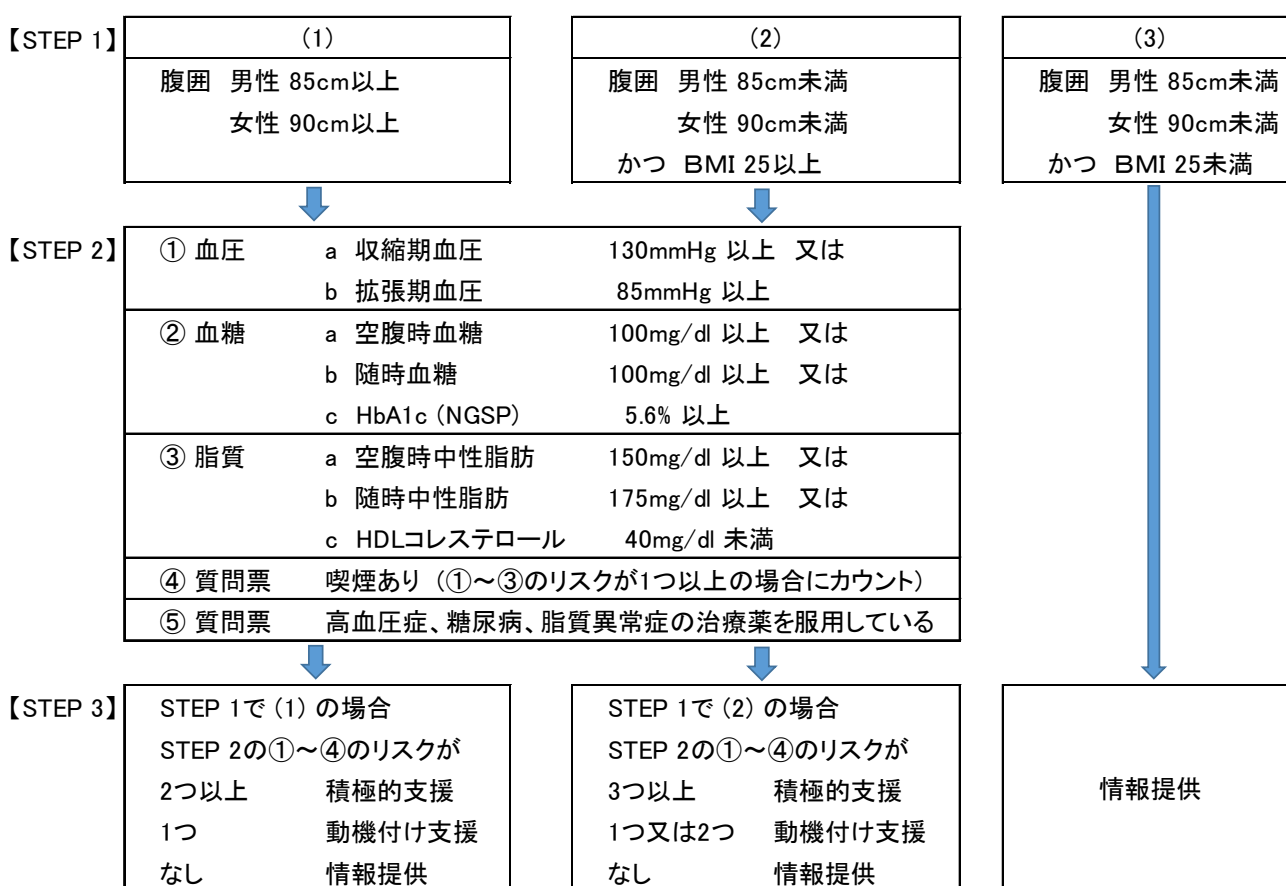 【STEP 1】 (1) (2) (3)
腹囲 男性 85cm以上 腹囲 男性 85cm未満 腹囲 男性 85cm未満
女性 90cm以上 女性 90cm未満 女性 90cm未満
かつ BMI 25以上 かつ BMI 25未満
【STEP 2】 ① 血圧 a 収縮期血圧 130mmHg 以上 又は
b 拡張期血圧 85mmHg 以上
② 血糖 a 空腹時血糖 100mg/dl 以上 又は
b 随時血糖 100mg/dl 以上 又は
c HbA1c (NGSP) 5.6% 以上
③ 脂質 a 空腹時中性脂肪 150mg/dl 以上 又は
b 随時中性脂肪 175mg/dl 以上 又は
c HDLコレステロール 40mg/dl 未満
④ 質問票 喫煙あり (①~③のリスクが1つ以上の場合にカウント)
⑤ 質問票 高血圧症、糖尿病、脂質異常症の治療薬を服用している
【STEP 3】 STEP 1で (1) の場合 STEP 1で (2) の場合
STEP 2の①~④のリスクが STEP 2の①~④のリスクが
2つ以上 積極的支援 3つ以上 積極的支援 情報提供
1つ 動機付け支援 1つ又は2つ 動機付け支援
なし 情報提供 なし 情報提供